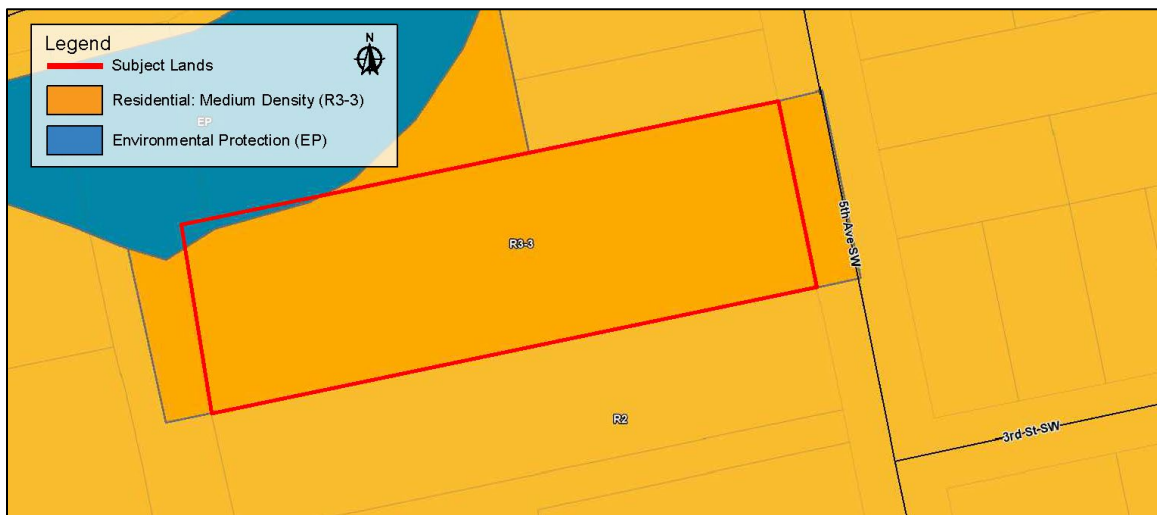 Legend
N
Subject Lands
Residential: Medium Density (R3-3)
EP
Environmental Protection (EP)
R3-3
5th-Ave-SW
R2
3rd-St-SW